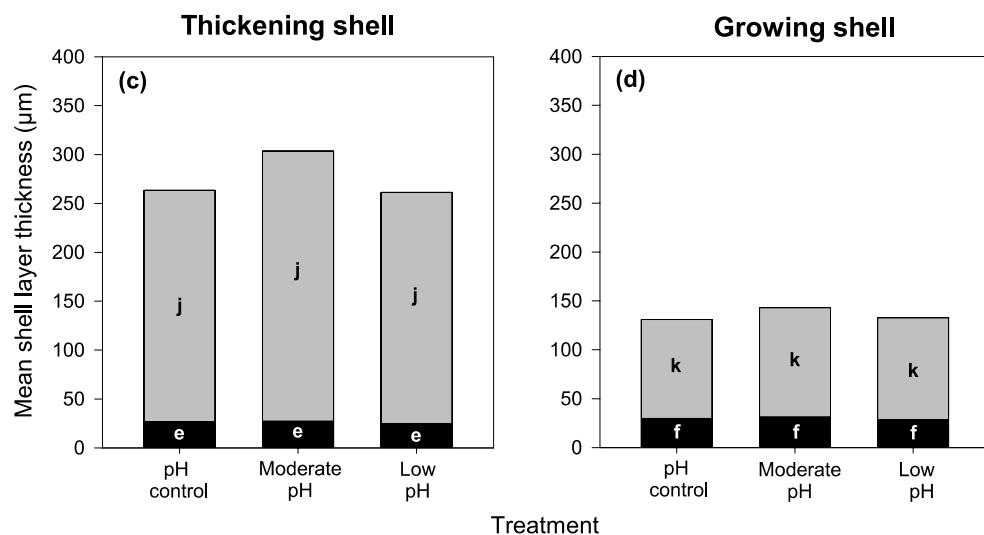 Thickening shell
Growing shell
Mean shell layer thickness (µm)
(c)
400
350
300
250
200
150
100
50
0
j
j
j
e
e
e
pH
control
Moderate
pH
Low
pH
(d)
400
350
300
250
200
150
100
50
0
k
k
k
f
f
f
pH
control
Moderate
pH
Low
pH
Treatment